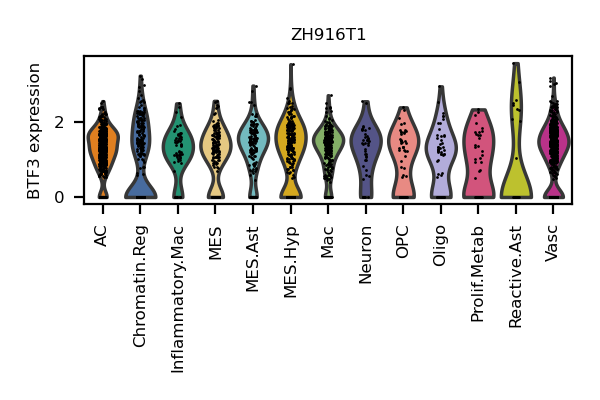 ZH916T1
BTF3 expression
2
0
AC
Chromatin.Reg
Inflammatory.Mac
MES
MES.Ast
MES.Hyp
Mac
Neuron
OPC
Oligo
Prolif.Metab
Reactive.Ast
Vasc